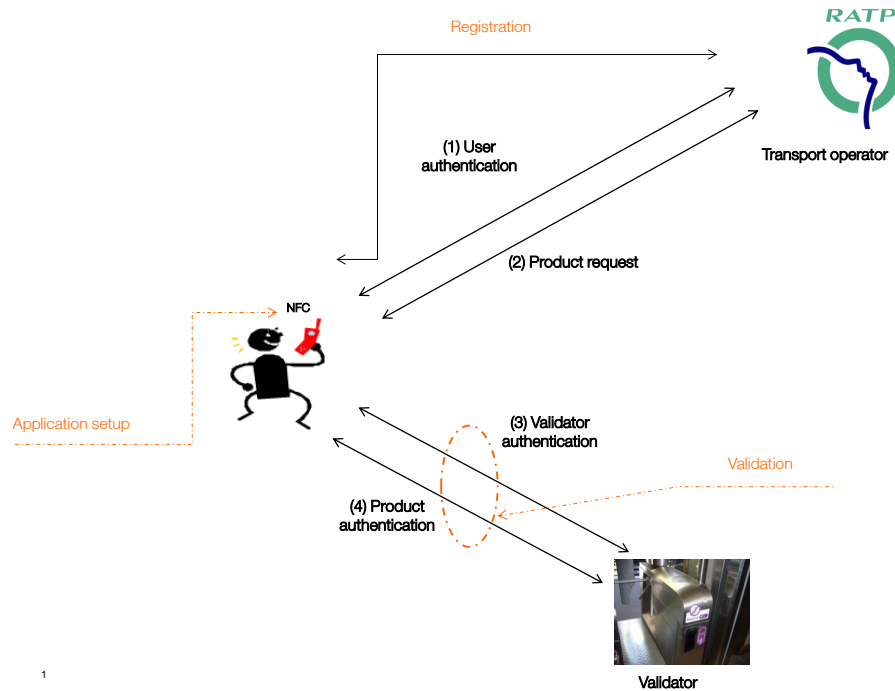 Registration
RATP
(1) User
authentication
Transport operator
(2) Product request
NFC
Application setup
(3) Validator
authentication
Validation
(4) Product
authentication
Validator
1